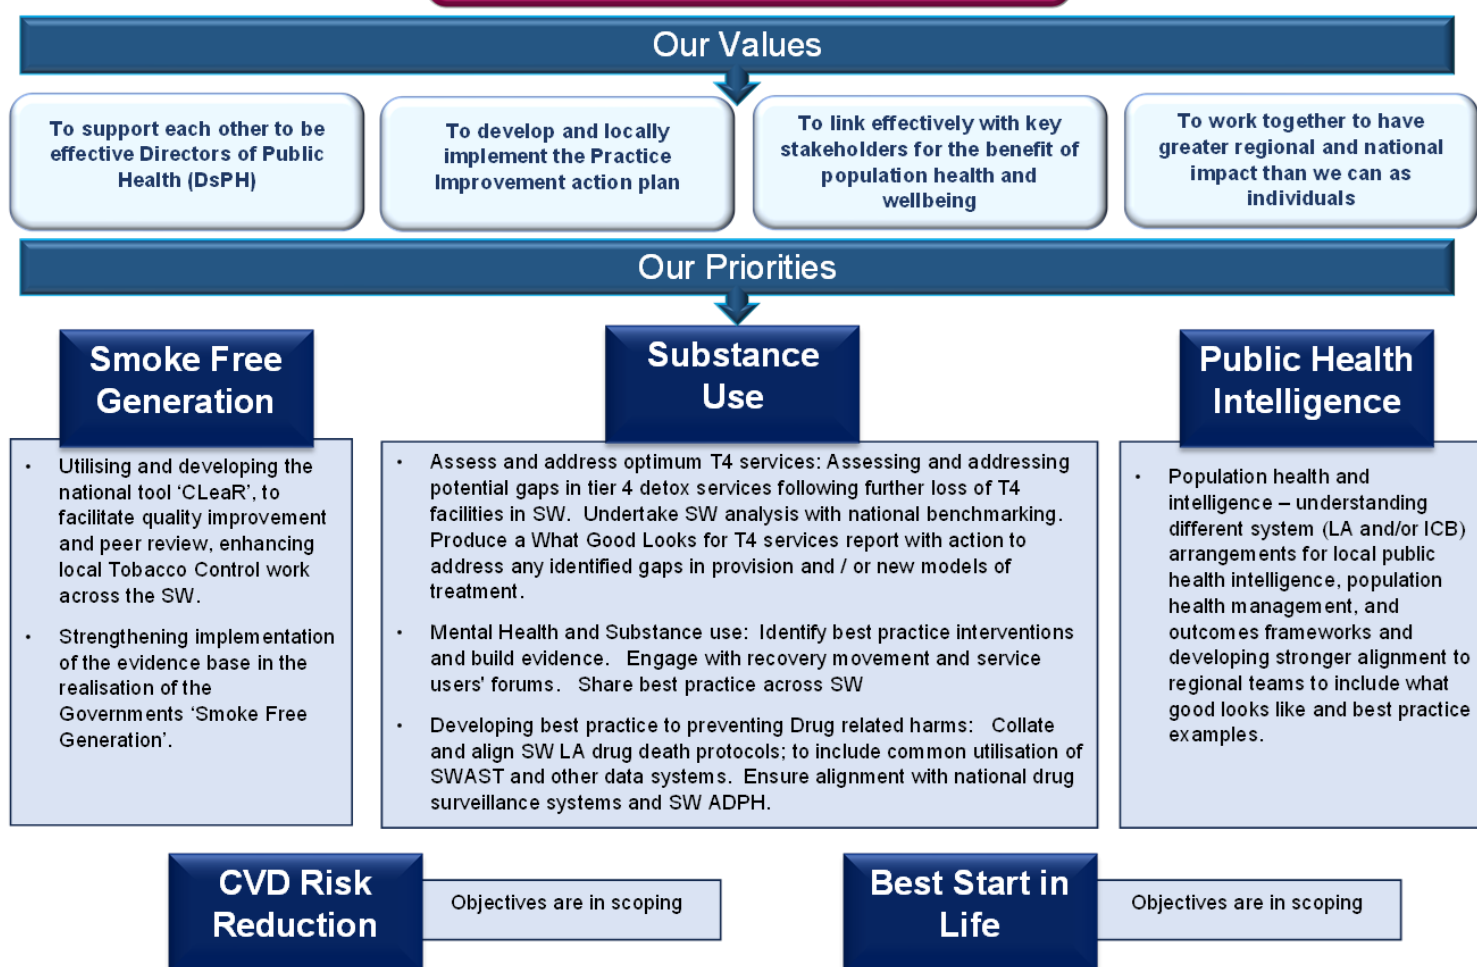 Our Values
To support each other to be
effective Directors of Public
Health (DsPH)
To develop and locally
implement the Practice
Improvement action plan
To link effectively with key
stakeholders for the benefit of
population health and
wellbeing
To work together to have
greater regional and national
impact than we can as
individuals
Our Priorities
Smoke Free
Generation
• Utilising and developing the
national tool ‘CLeaR’, to
facilitate quality improvement
and peer review, enhancing
local Tobacco Control work
across the SW.
• Strengthening implementation
of the evidence base in the
realisation of the
Governments ‘Smoke Free
Generation’.
Substance
Use
• Assess and address optimum T4 services: Assessing and addressing
potential gaps in tier 4 detox services following further loss of T4
facilities in SW. Undertake SW analysis with national benchmarking.
Produce a What Good Looks for T4 services report with action to
address any identified gaps in provision and / or new models of
treatment.
• Mental Health and Substance use: Identify best practice interventions
and build evidence. Engage with recovery movement and service
users' forums. Share best practice across SW
• Developing best practice to preventing Drug related harms: Collate
and align SW LA drug death protocols; to include common utilisation of
SWAST and other data systems. Ensure alignment with national drug
surveillance systems and SW ADPH.
Public Health
Intelligence
• Population health and
intelligence – understanding
different system (LA and/or ICB)
arrangements for local public
health intelligence, population
health management, and
outcomes frameworks and
developing stronger alignment to
regional teams to include what
good looks like and best practice
examples.
CVD Risk
Reduction
Objectives are in scoping
Best Start in
Life
Objectives are in scoping